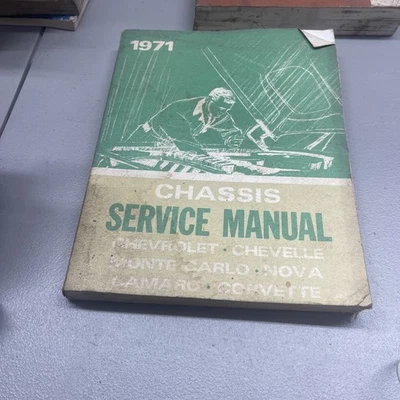 1971
CHASSIS
SERVICE MANUAL
CHEVROLET • CHEVELLE
MONTE CARLO • NOVA
CAMARO • CORVETTE